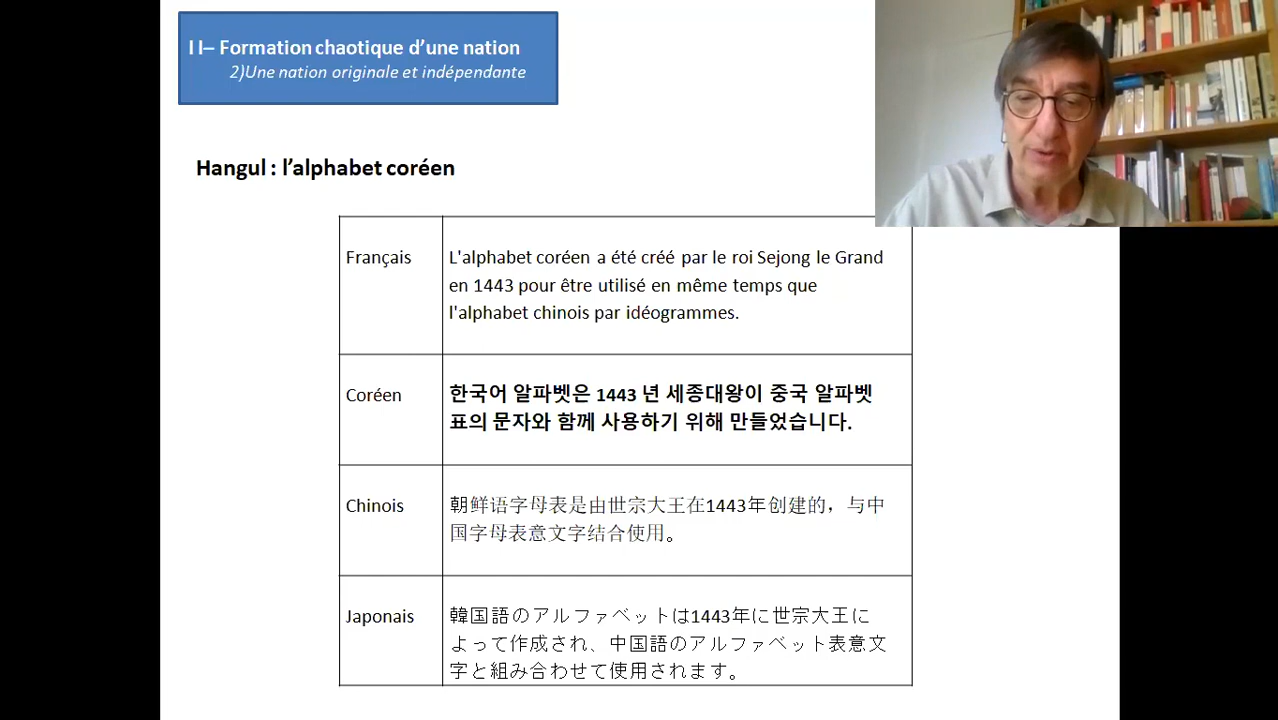 I I– Formation chaotique d’une nation
2)Une nation originale et indépendante
Hangul : l’alphabet coréen
Français
L'alphabet coréen a été créé par le roi Sejong le Grand
en 1443 pour être utilisé en même temps que
l'alphabet chinois par idéogrammes.
Coréen
한국어 알파벳은 1443 년 세종대왕이 중국 알파벳
표의 문자와 함께 사용하기 위해 만들었습니다.
Chinois
朝鲜语字母表是由世宗大王在1443年创建的，与中
国字母表意文字结合使用。
Japonais
韓国語のアルファベットは1443年に世宗大王に
よって作成され、中国語のアルファベット表意文
字と組み合わせて使用されます。